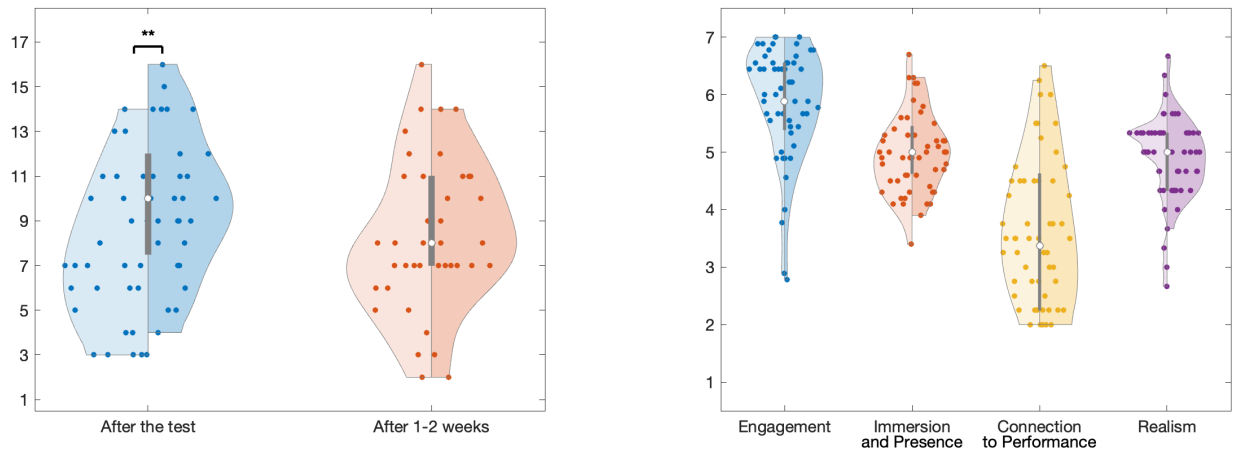 **
17
15
13
11
9
7
5
3
1
After the test
After 1-2 weeks
7
6
5
4
3
2
1
Engagement
Immersion
and Presence
Connection
to Performance
Realism